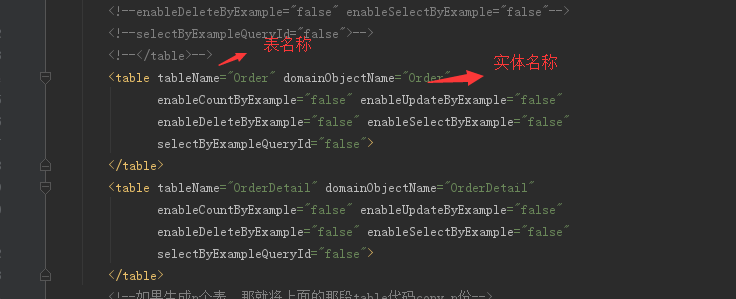 <!--enableDeleteByExample="false" enableSelectByExample="false"-->
<!--selectByExampleQueryId="false">-->
<!--</table>-->
表名称
实体名称
<table tableName="Order" domainObjectName="Order"
enableCountByExample="false" enableUpdateByExample="false"
enableDeleteByExample="false" enableSelectByExample="false"
selectByExampleQueryId="false">
</table>
<table tableName="OrderDetail" domainObjectName="OrderDetail"
enableCountByExample="false" enableUpdateByExample="false"
enableDeleteByExample="false" enableSelectByExample="false"
selectByExampleQueryId="false">
</table>
<!--如果生成n个表，那就将上面的那段table代码copy n份-->